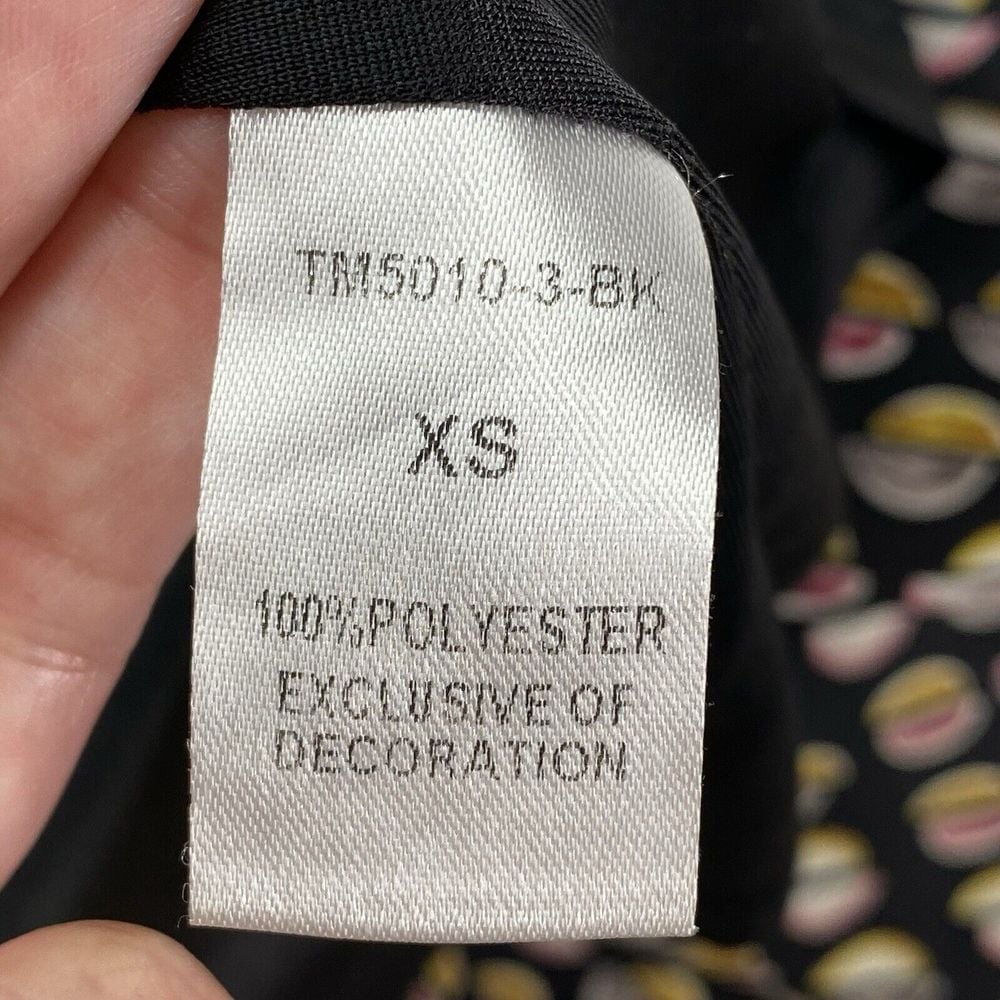 TM5010-3-BK
XS
100%POLYESTER
EXCLUSIVE OF
DECORATION